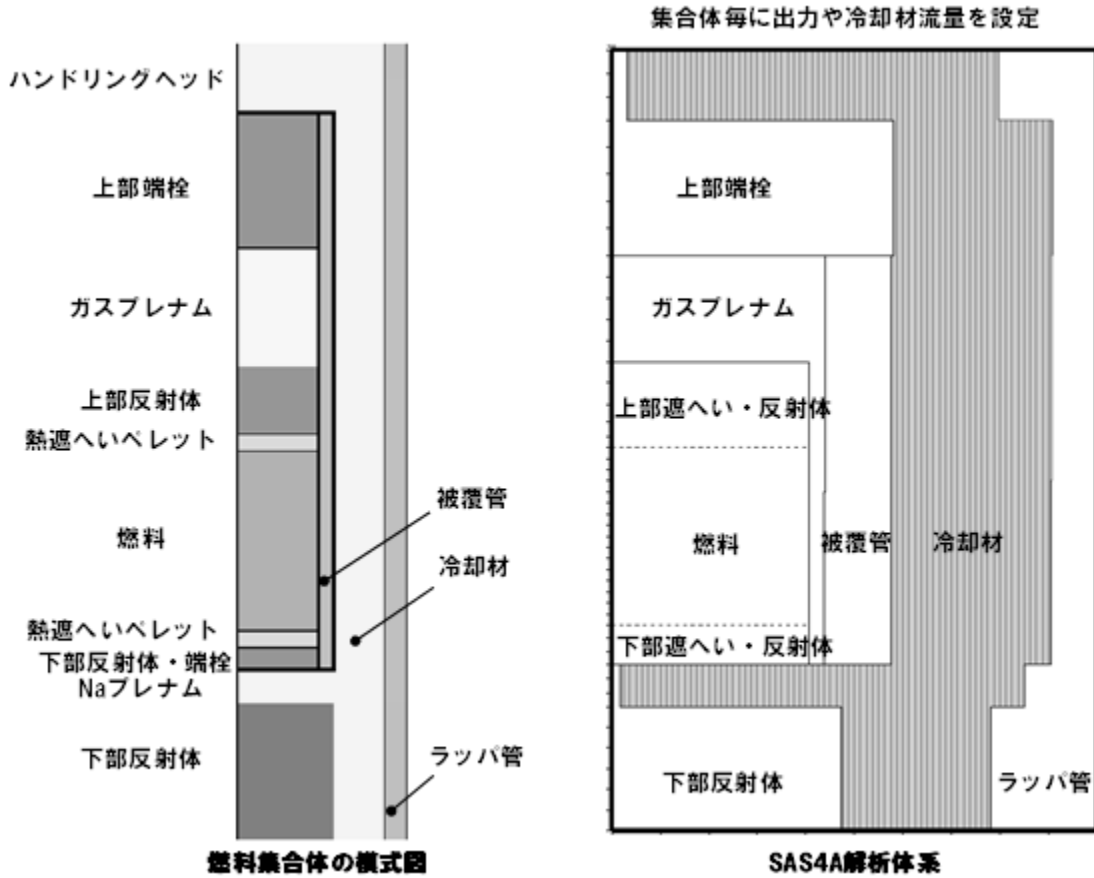 集合体毎に出力や冷却材流量を設定
ハンドリングヘッド
上部端栓
ガスプレナム
上部反射体
熱遮へいペレット
燃料
熱遮へいペレット
下部反射体・端栓
Naプレナム
下部反射体
被覆管
冷却材
ラッパ管
燃料集合体の模式図
上部端栓
ガスプレナム
上部遮へい・反射体
燃料
被覆管
冷却材
下部遮へい・反射体
下部反射体
ラッパ管
SAS4A解析体系